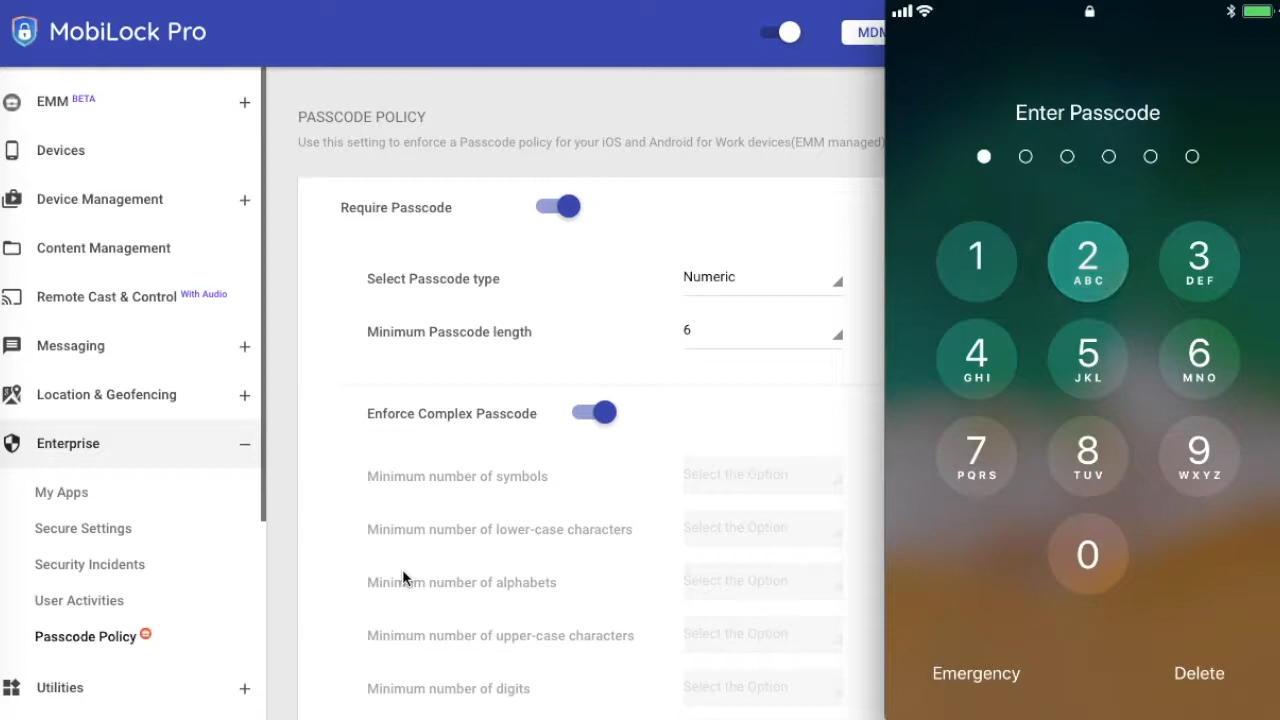 MobiLock Pro
MDM
EMM BETA
Devices
Device Management
Content Management
Remote Cast & Control With Audio
Messaging
Location & Geofencing
Enterprise
My Apps
Secure Settings
Security Incidents
User Activities
Passcode Policy
Utilities
PASSCODE POLICY
Use this setting to enforce a Passcode policy for your iOS and Android for Work devices(EMM managed)
Require Passcode
Select Passcode type Numeric
Minimum Passcode length 6
Enforce Complex Passcode
Minimum number of symbols Select the Option
Minimum number of lower-case characters Select the Option
Minimum number of alphabets Select the Option
Minimum number of upper-case characters Select the Option
Minimum number of digits Select the Option
Enter Passcode
1 2 3
ABC DEF
4 5 6
GHI JKL MNO
7 8 9
PQRS TUV WXYZ
0
Emergency Delete